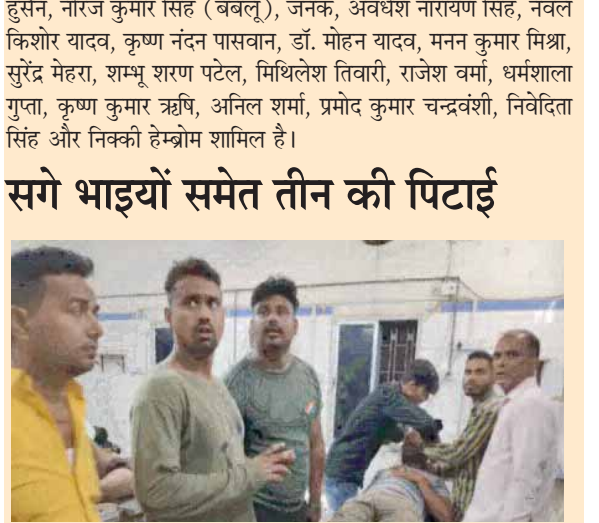 हुसैन, नीरज कुमार सिंह (बबलू), जनक, अवधेश नारायण सिंह, नवल
किशोर यादव, कृष्ण नंदन पासवान, डॉ. मोहन यादव, मनन कुमार मिश्रा,
सुरेंद्र मेहरा, शम्भू शरण पटेल, मिथिलेश तिवारी, राजेश वर्मा, धर्मशाला
गुप्ता, कृष्ण कुमार ऋषि, अनिल शर्मा, प्रमोद कुमार चन्द्रवंशी, निवेदिता
सिंह और निक्की हेम्ब्रोम शामिल है।
सगे भाइयों समेत तीन की पिटाई